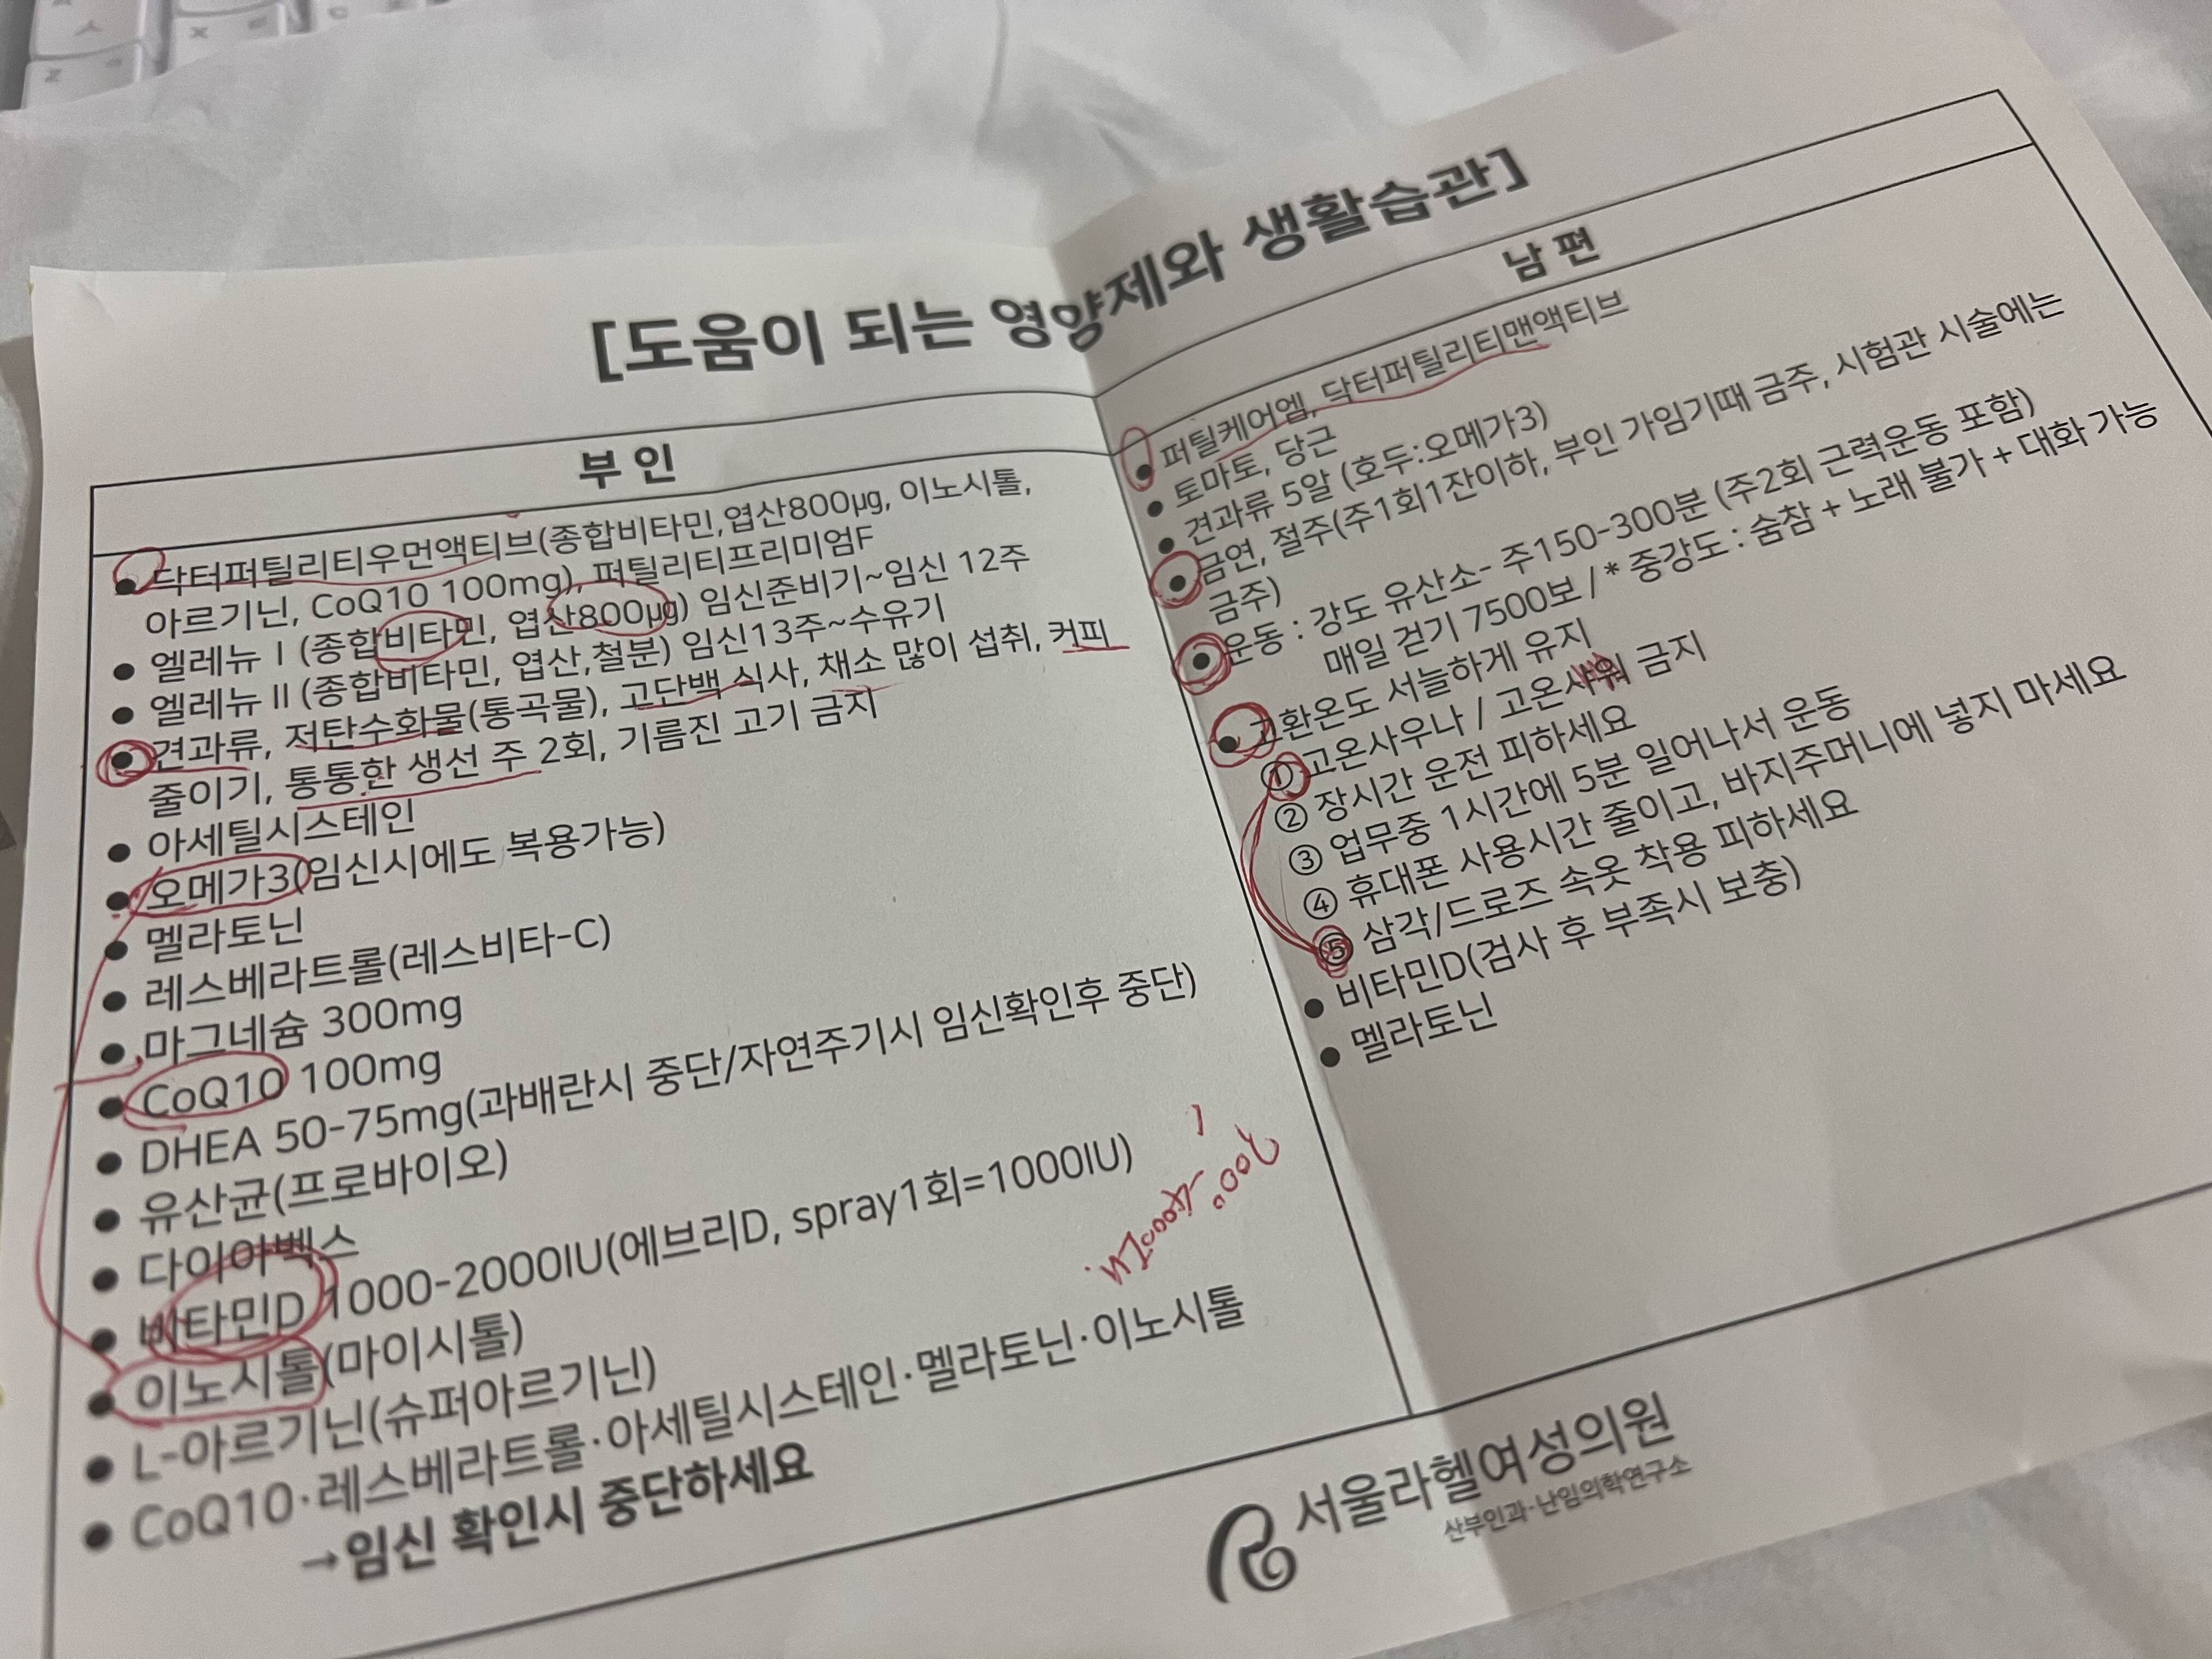 [도움이 되는 영양제와 생활습관]
부 인
● 닥터퍼틸리티우먼액티브(종합비타민,엽산800μg, 이노시톨,
아르기닌, CoQ10 100mg), 퍼틸리티프리미엄F
● 엘레뉴 I (종합비타민, 엽산800μg) 임신준비기~임신 12주
● 엘레뉴 II (종합비타민, 엽산,철분) 임신13주~수유기
● 견과류, 저탄수화물(통곡물), 고단백 식사, 채소 많이 섭취, 커피
줄이기, 통통한 생선 주 2회, 기름진 고기 금지
● 아세틸시스테인
● 오메가3(임신시에도 복용가능)
● 멜라토닌
● 레스베라트롤(레스비타-C)
● 마그네슘 300mg
● CoQ10 100mg
● DHEA 50-75mg(과배란시 중단/자연주기시 임신확인후 중단)
● 유산균(프로바이오)
● 다이아벡스
● 비타민D 1000-2000IU(에브리D, spray1회=1000IU)
● 이노시톨(마이시톨)
● L-아르기닌(슈퍼아르기닌)
● CoQ10·레스베라트롤·아세틸시스테인·멜라토닌·이노시톨
→임신 확인시 중단하세요
남 편
● 퍼틸케어엠, 닥터퍼틸리티맨액티브
● 토마토, 당근
● 견과류 5알 (호두:오메가3)
● 금연, 절주(주1회1잔이하, 부인 가임기때 금주, 시험관 시술에는
금주)
● 운동 : 강도 유산소- 주150-300분 (주2회 근력운동 포함)
매일 걷기 7500보 / * 중강도 : 숨참 + 노래 불가 + 대화 가능
● 고환온도 서늘하게 유지
① 고온사우나 / 고온샤워 금지
② 장시간 운전 피하세요
③ 업무중 1시간에 5분 일어나서 운동
④ 휴대폰 사용시간 줄이고, 바지주머니에 넣지 마세요
⑤ 삼각/드로즈 속옷 착용 피하세요
● 비타민D(검사 후 부족시 보충)
● 멜라토닌
서울라헬여성의원
산부인과·난임의학연구소